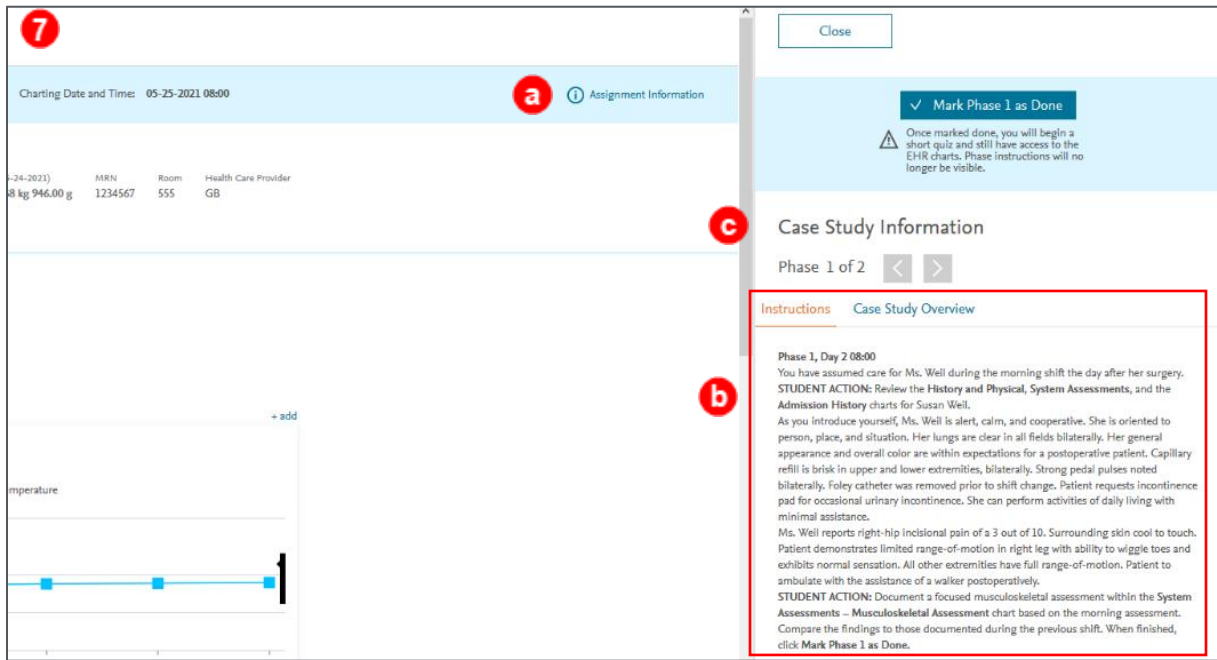 7
Close
Charting Date and Time: 05-25-2021 08:00
a
Assignment Information
✓ Mark Phase 1 as Done
Once marked done, you will begin a
short quiz and still have access to the
EHR charts. Phase instructions will no
longer be visible.
-24-2021) MRN Room Health Care Provider
8 kg 946.00 g 1234567 555 GB
c
Case Study Information
Phase 1 of 2 < >
Instructions Case Study Overview
b
Phase 1, Day 2 08:00
You have assumed care for Ms. Weil during the morning shift the day after her surgery.
STUDENT ACTION: Review the History and Physical, System Assessments, and the
Admission History charts for Susan Weil.
As you introduce yourself, Ms. Weil is alert, calm, and cooperative. She is oriented to
person, place, and situation. Her lungs are clear in all fields bilaterally. Her general
appearance and overall color are within expectations for a postoperative patient. Capillary
refill is brisk in upper and lower extremities, bilaterally. Strong pedal pulses noted
bilaterally. Foley catheter was removed prior to shift change. Patient requests incontinence
pad for occasional urinary incontinence. She can perform activities of daily living with
minimal assistance.
Ms. Weil reports right-hip incisional pain of a 3 out of 10. Surrounding skin cool to touch.
Patient demonstrates limited range-of-motion in right leg with ability to wiggle toes and
exhibits normal sensation. All other extremities have full range-of-motion. Patient to
ambulate with the assistance of a walker postoperatively.
STUDENT ACTION: Document a focused musculoskeletal assessment within the System
Assessments – Musculoskeletal Assessment chart based on the morning assessment.
Compare the findings to those documented during the previous shift. When finished,
click Mark Phase 1 as Done.
+ add
mperature